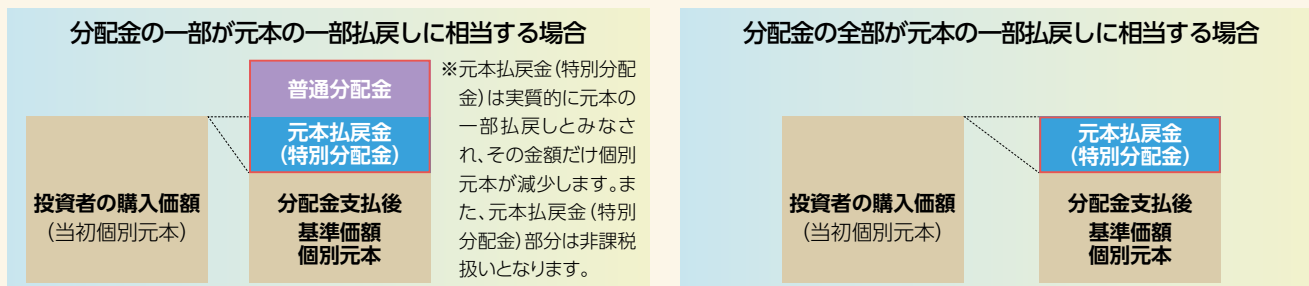 分配金の一部が元本の一部払戻しに相当する場合
普通分配金
元本払戻金
(特別分配金)
投資者の購入価額
(当初個別元本)
分配金支払後
基準価額
個別元本
※元本払戻金(特別分配
金)は実質的に元本の
一部払戻しとみなさ
れ、その金額だけ個別
元本が減少します。ま
た、元本払戻金(特別
分配金)部分は非課税
扱いとなります。
分配金の全部が元本の一部払戻しに相当する場合
元本払戻金
(特別分配金)
投資者の購入価額
(当初個別元本)
分配金支払後
基準価額
個別元本